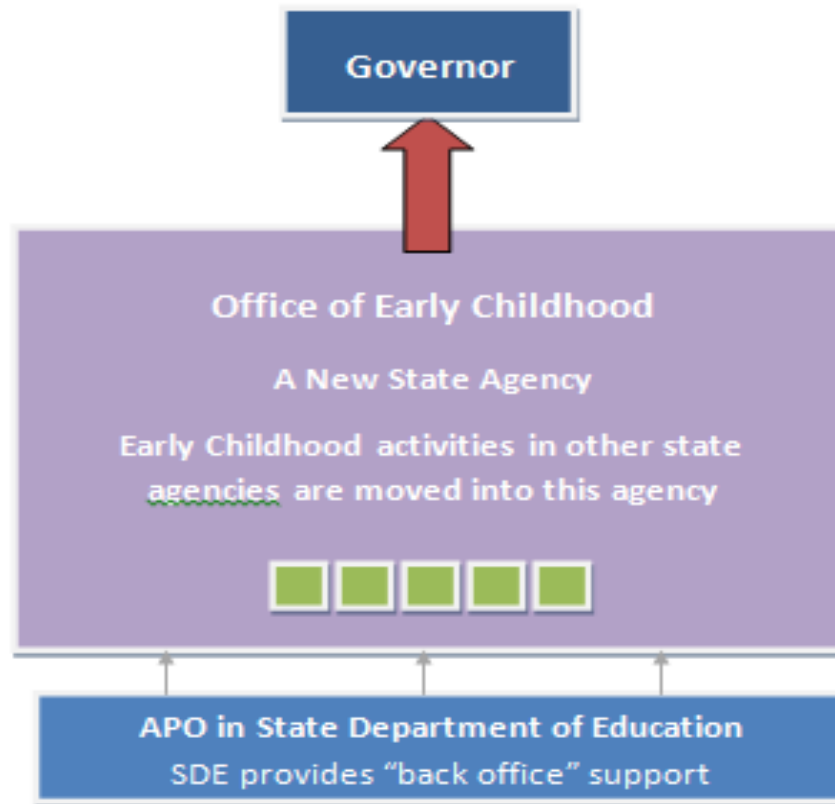 Governor
Office of Early Childhood
A New State Agency
Early Childhood activities in other state
agencies are moved into this agency
APO in State Department of Education
SDE provides “back office” support